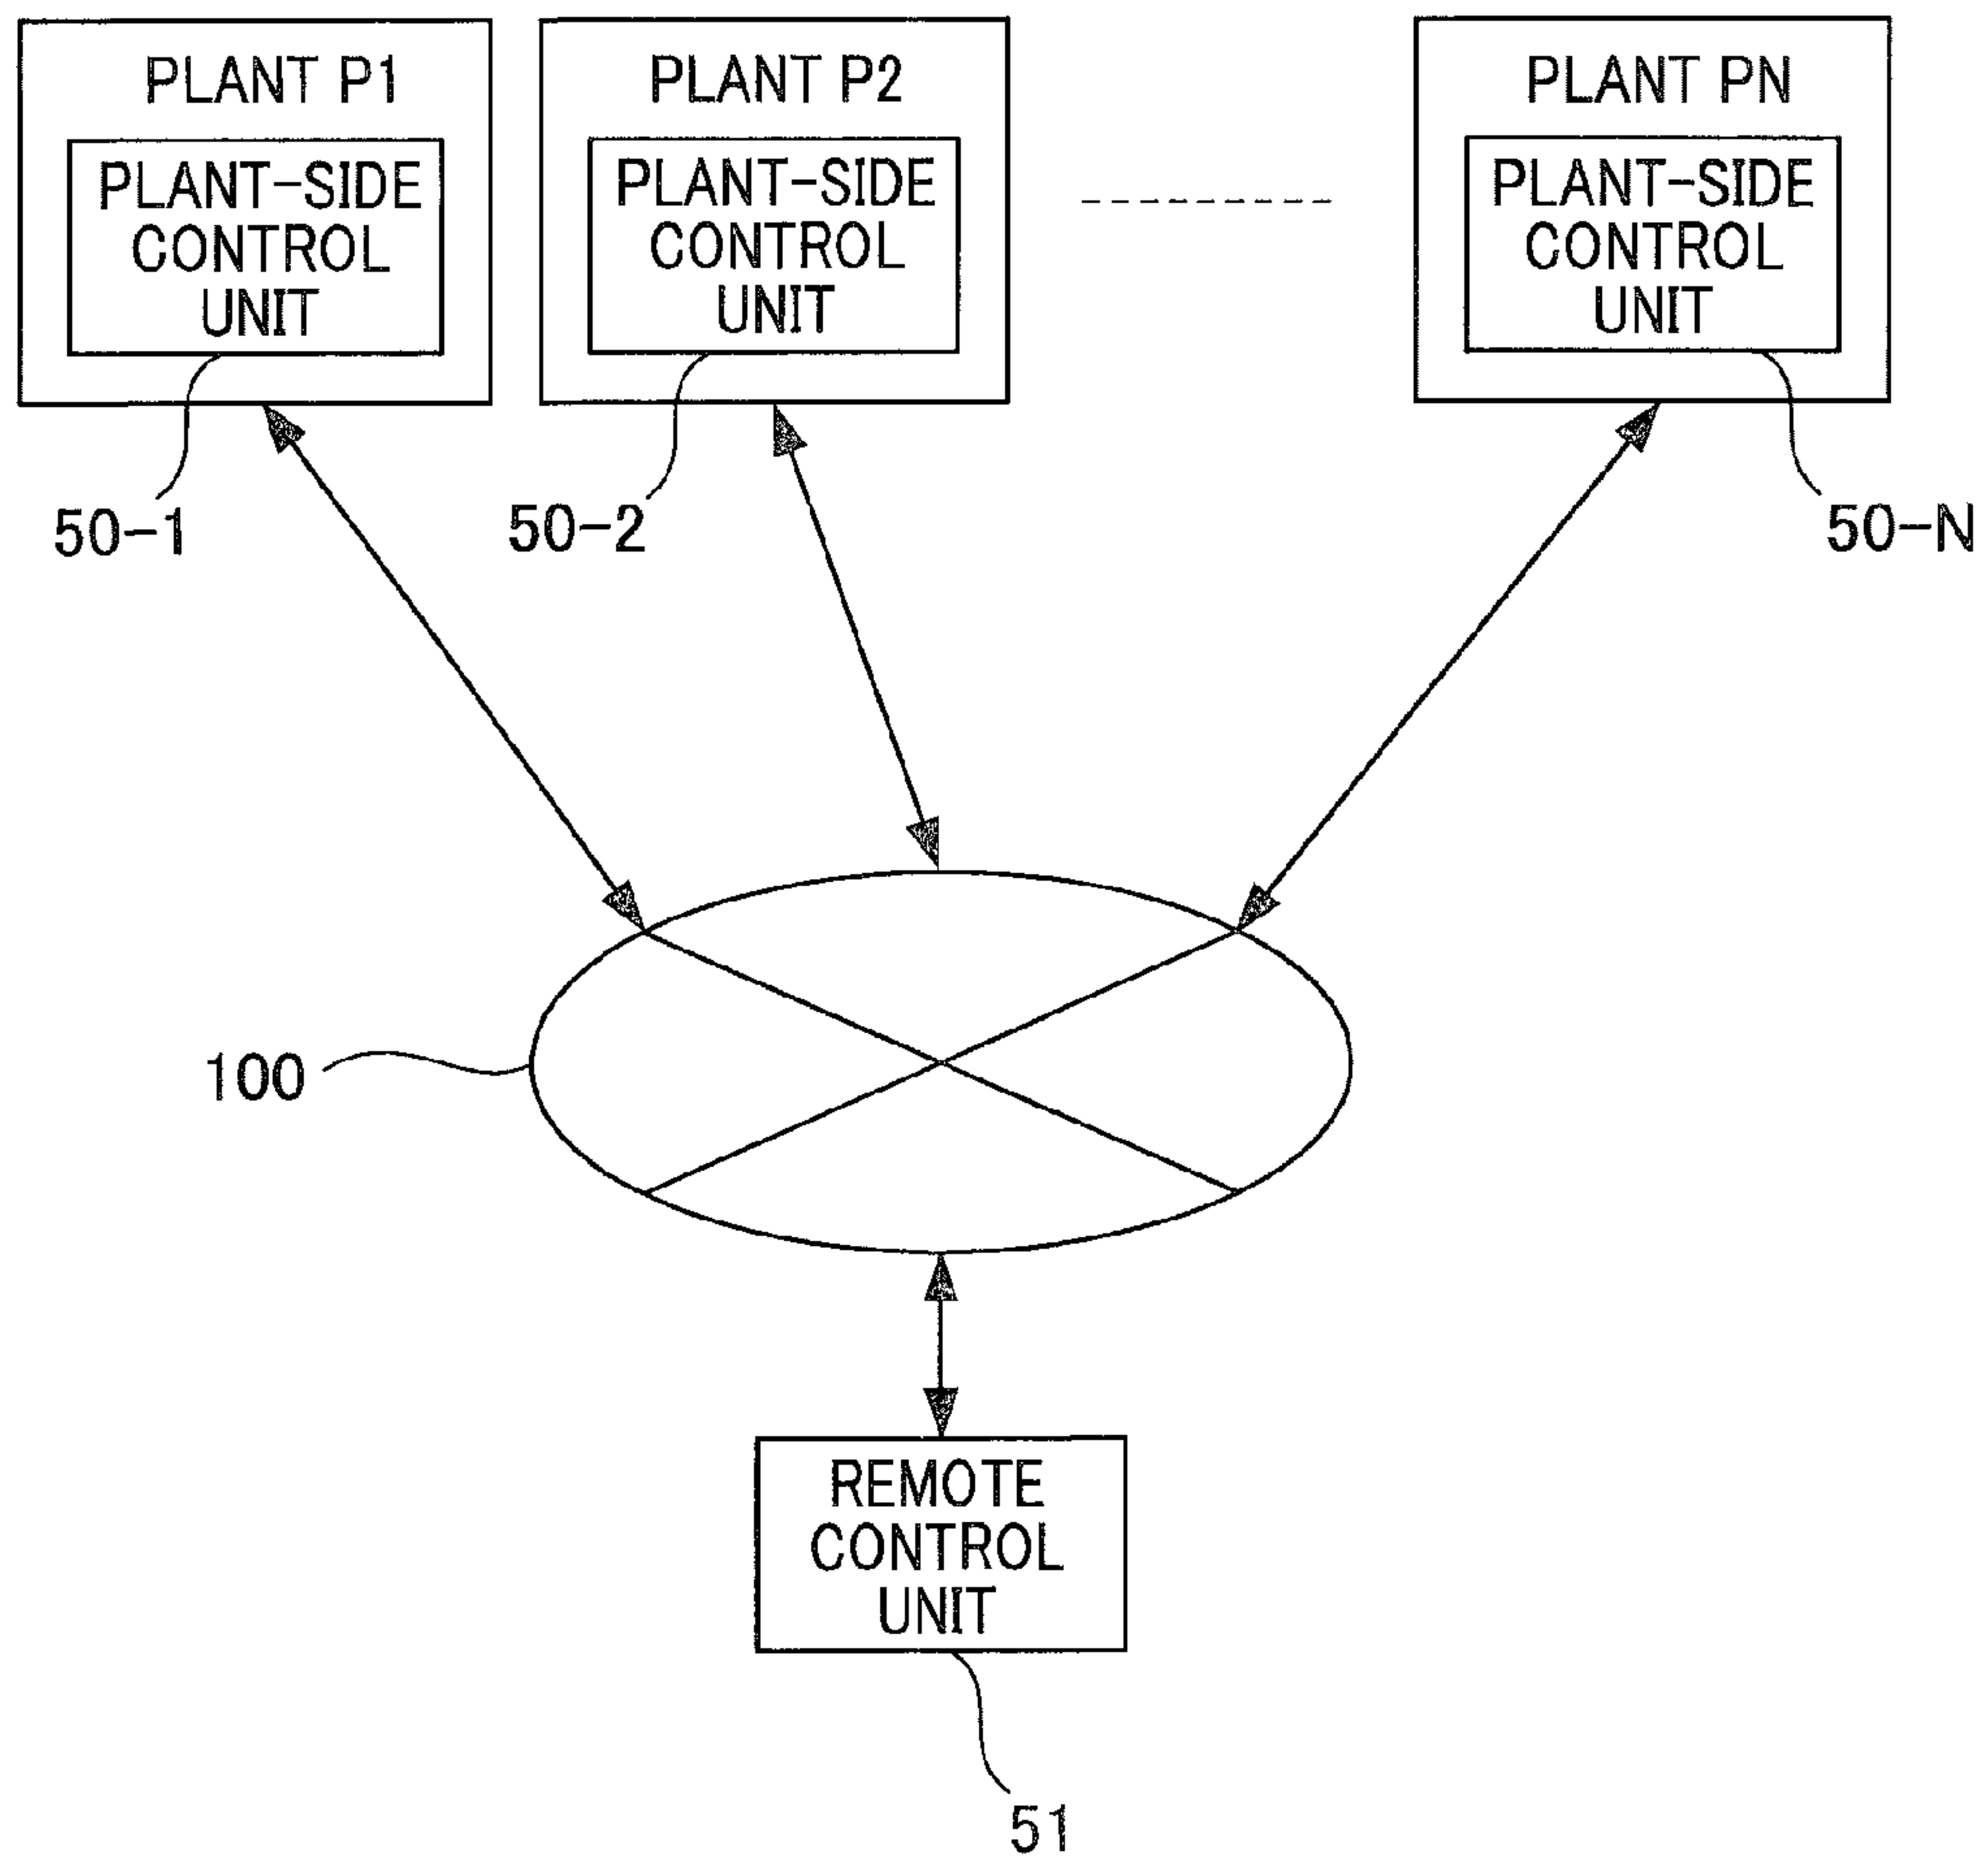 PLANT P1
PLANT-SIDE
CONTROL
UNIT
50-1
PLANT P2
PLANT-SIDE
CONTROL
UNIT
50-2
PLANT PN
PLANT-SIDE
CONTROL
UNIT
50-N
100
REMOTE
CONTROL
UNIT
51